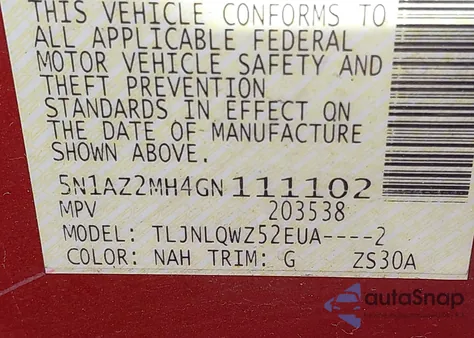 THIS VEHICLE CONFORMS TO
ALL APPLICABLE FEDERAL
MOTOR VEHICLE SAFETY AND
THEFT PREVENTION
STANDARDS IN EFFECT ON
THE DATE OF MANUFACTURE
SHOWN ABOVE.
5N1AZ2MH4GN111102
MPV 203538
MODEL: TLJNLQWZ52EUA----2
COLOR: NAH TRIM: G ZS30A
autoSnap